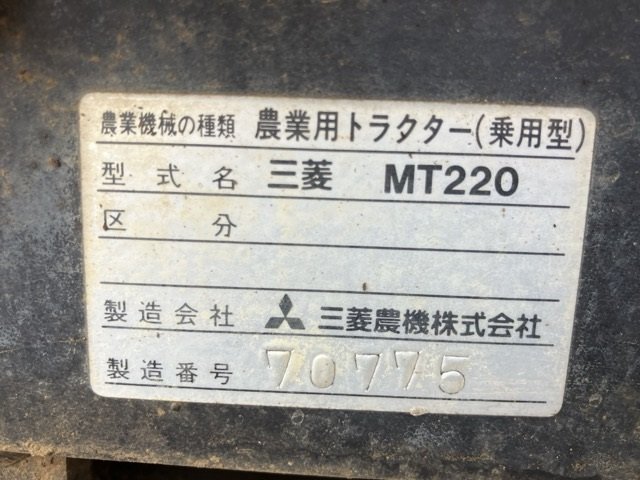 農業機械の種類 農業用トラクター(乗用型)
型式名 三菱 MT220
区分
製造会社 三菱農機株式会社
製造番号 70775